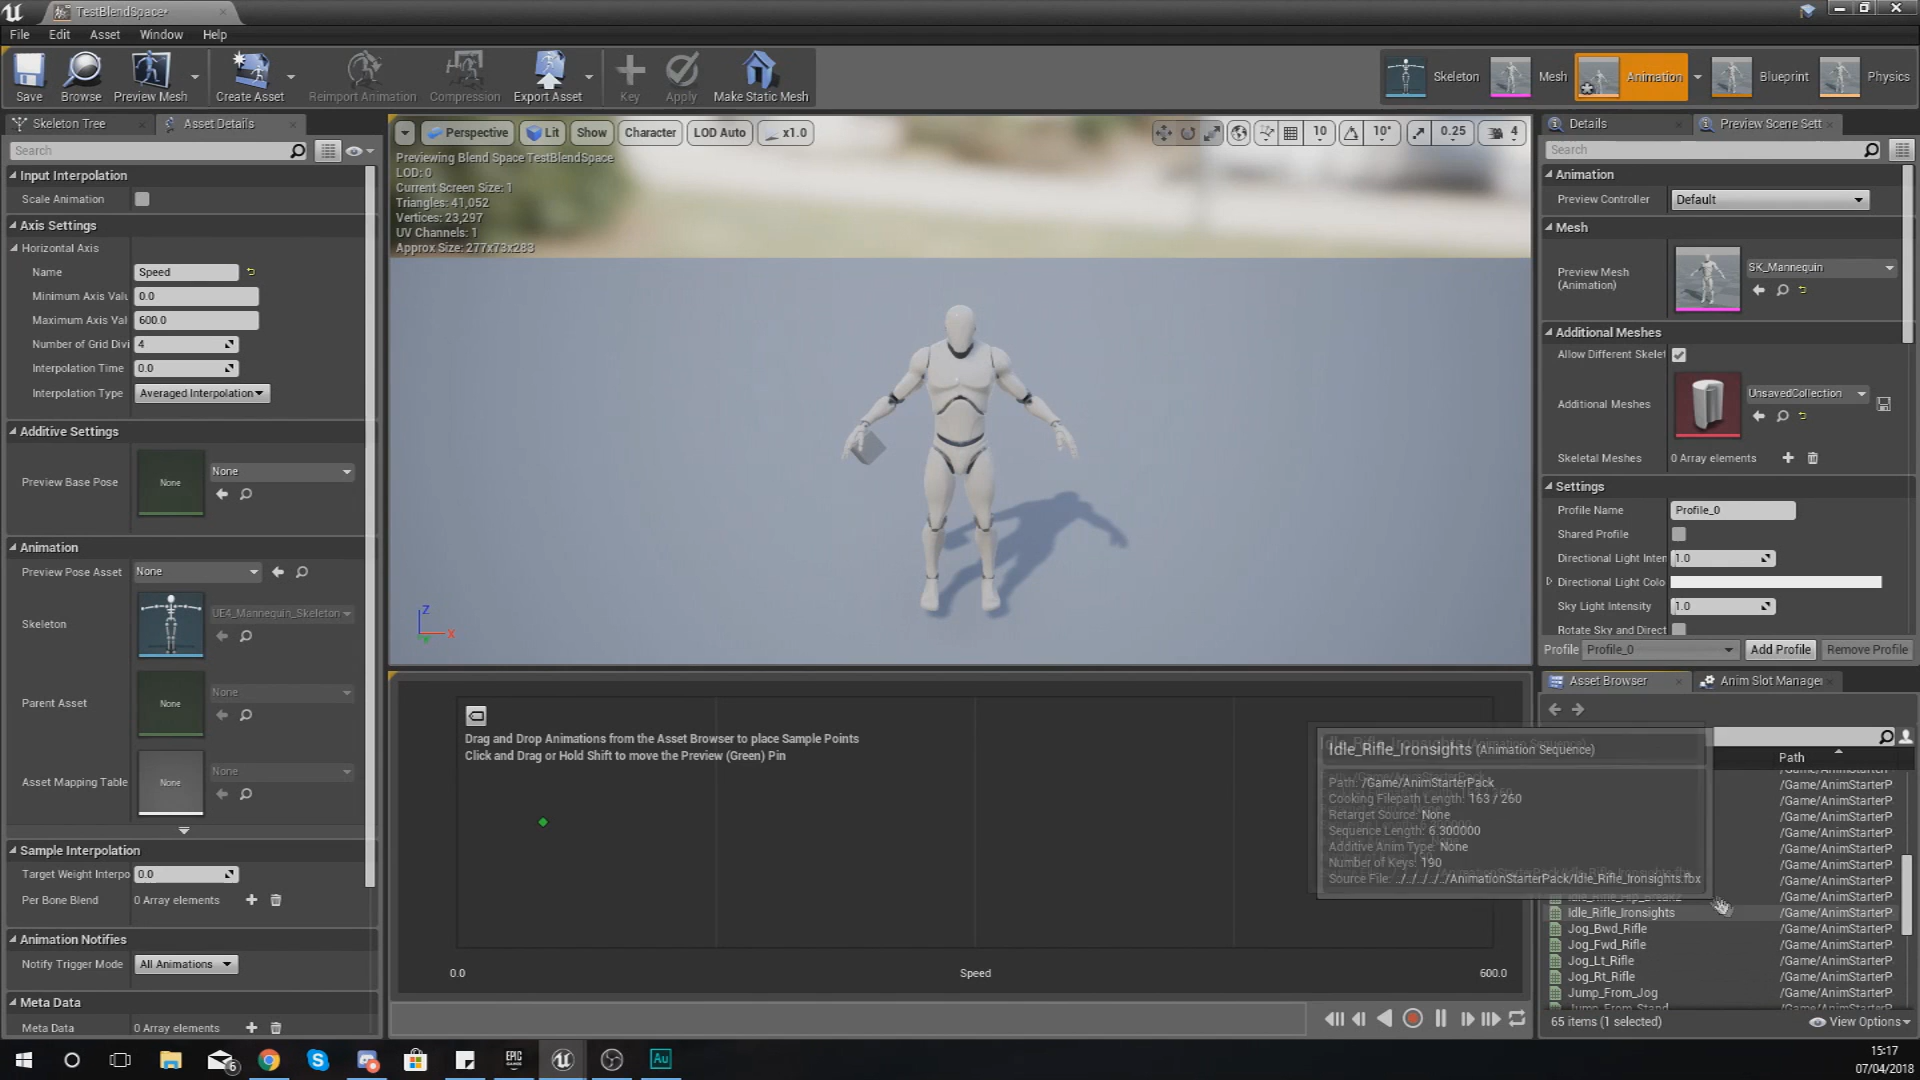 TestBlendSpace*
File Edit Asset Window Help
Save Browse Preview Mesh Create Asset Reimport Animation Compression Export Asset Key Apply Make Static Mesh
Skeleton Mesh Animation Blueprint Physics
Skeleton Tree Asset Details
Search
Input Interpolation
Scale Animation
Axis Settings
Horizontal Axis
Name Speed
Minimum Axis Valu 0.0
Maximum Axis Val 600.0
Number of Grid Divi 4
Interpolation Time 0.0
Interpolation Type Averaged Interpolation
Additive Settings
Preview Base Pose None None
Animation
Preview Pose Asset None
Skeleton UE4_Mannequin_Skeleton
Parent Asset None None
Asset Mapping Table None None
Sample Interpolation
Target Weight Interpo 0.0
Per Bone Blend 0 Array elements
Animation Notifies
Notify Trigger Mode All Animations
Meta Data
Meta Data 0 Array elements
Perspective Lit Show Character LOD Auto x1.0
10 10° 0.25 4
Previewing Blend Space TestBlendSpace
LOD: 0
Current Screen Size: 1
Triangles: 41,052
Vertices: 23,297
UV Channels: 1
Approx Size: 277x73x283
Z
X
Drag and Drop Animations from the Asset Browser to place Sample Points
Click and Drag or Hold Shift to move the Preview (Green) Pin
0.0 Speed 600.0
Details Preview Scene Sett
Search
Animation
Preview Controller Default
Mesh
Preview Mesh
(Animation)
SK_Mannequin
Additional Meshes
Allow Different Skelet
Additional Meshes UnsavedCollection
Skeletal Meshes 0 Array elements
Settings
Profile Name Profile_0
Shared Profile
Directional Light Inten 1.0
Directional Light Colo
Sky Light Intensity 1.0
Rotate Sky and Direct
Profile Profile_0 Add Profile Remove Profile
Asset Browser Anim Slot Manager
Path
Idle_Rifle_Ironsights (Animation Sequence)
Path: /Game/AnimStarterPack
Cooking Filepath Length: 163 / 260
Retarget Source: None
Sequence Length: 6.300000
Additive Anim Type: None
Number of Keys: 190
Source File: ../../../../../AnimationStarterPack/Idle_Rifle_Ironsights.fbx
/Game/AnimStarterP
/Game/AnimStarterP
/Game/AnimStarterP
/Game/AnimStarterP
/Game/AnimStarterP
/Game/AnimStarterP
/Game/AnimStarterP
/Game/AnimStarterP
Idle_Rifle_Ironsights /Game/AnimStarterP
Jog_Bwd_Rifle /Game/AnimStarterP
Jog_Fwd_Rifle /Game/AnimStarterP
Jog_Lt_Rifle /Game/AnimStarterP
Jog_Rt_Rifle /Game/AnimStarterP
Jump_From_Jog /Game/AnimStarterP
Jump_From_Stand /Game/AnimStarterP
65 items (1 selected) View Options
6
EPIC
GAMES
Au
15:17
07/04/2018